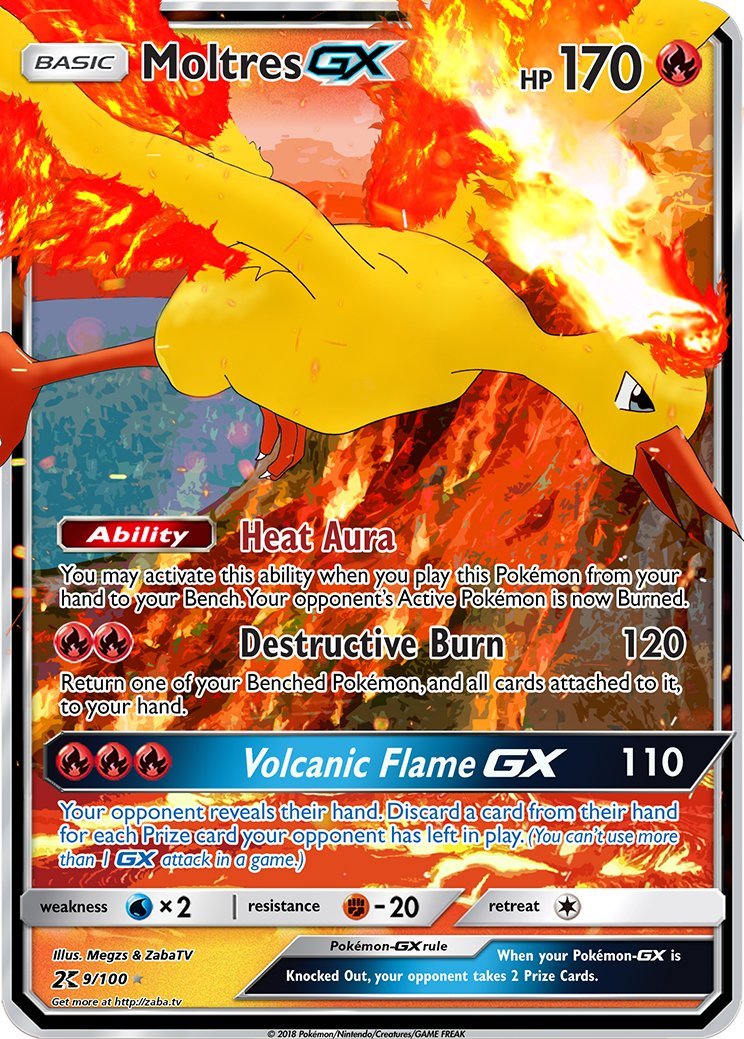 BASIC Moltres GX HP 170
Ability Heat Aura
You may activate this ability when you play this Pokémon from your
hand to your Bench. Your opponent's Active Pokémon is now Burned.
Destructive Burn 120
Return one of your Benched Pokémon, and all cards attached to it,
to your hand.
Volcanic Flame GX 110
Your opponent reveals their hand. Discard a card from their hand
for each Prize card your opponent has left in play. (You can't use more
than 1 GX attack in a game.)
weakness ×2 resistance -20 retreat
Illus. Megzs & ZabaTV
9/100
Get more at http://zaba.tv
Pokémon-GX rule
When your Pokémon-GX is
Knocked Out, your opponent takes 2 Prize Cards.
© 2018 Pokémon/Nintendo/Creatures/GAME FREAK